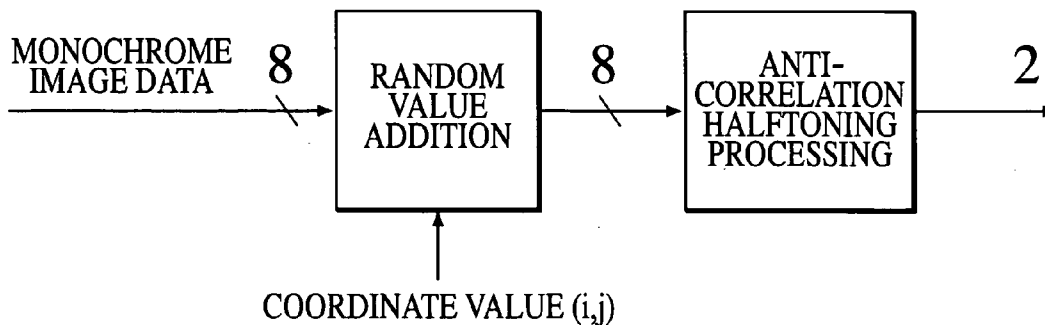 MONOCHROME
IMAGE DATA
8
RANDOM
VALUE
ADDITION
8
ANTI-
CORRELATION
HALFTONING
PROCESSING
2
COORDINATE VALUE (i,j)